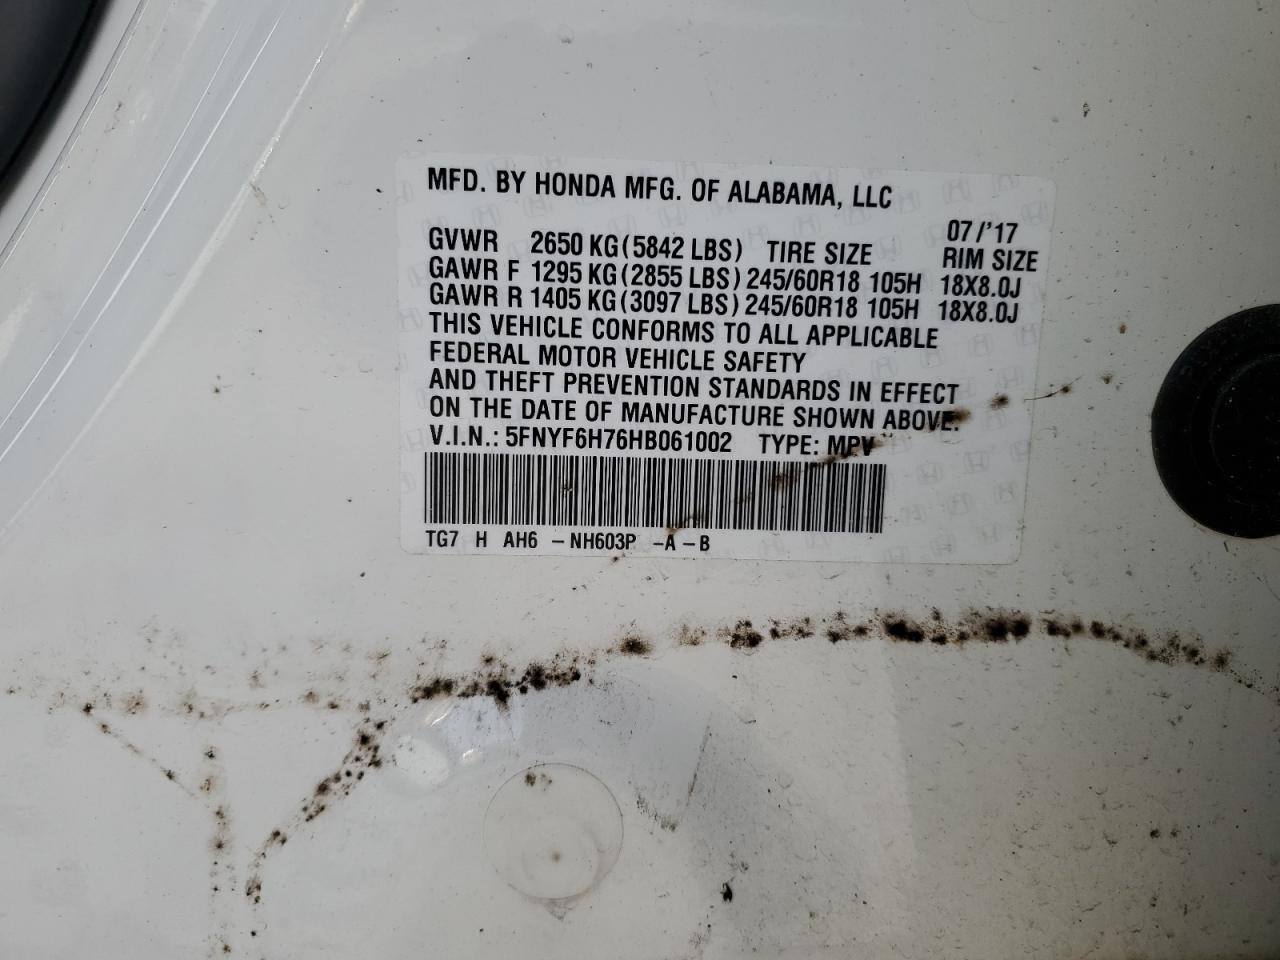 MFD. BY HONDA MFG. OF ALABAMA, LLC
07/'17
GVWR 2650 KG (5842 LBS) TIRE SIZE RIM SIZE
GAWR F 1295 KG (2855 LBS) 245/60R18 105H 18X8.0J
GAWR R 1405 KG (3097 LBS) 245/60R18 105H 18X8.0J
THIS VEHICLE CONFORMS TO ALL APPLICABLE
FEDERAL MOTOR VEHICLE SAFETY
AND THEFT PREVENTION STANDARDS IN EFFECT
ON THE DATE OF MANUFACTURE SHOWN ABOVE.
V.I.N.: 5FNYF6H76HB061002 TYPE: MPV
TG7 H AH6 -NH603P -A-B